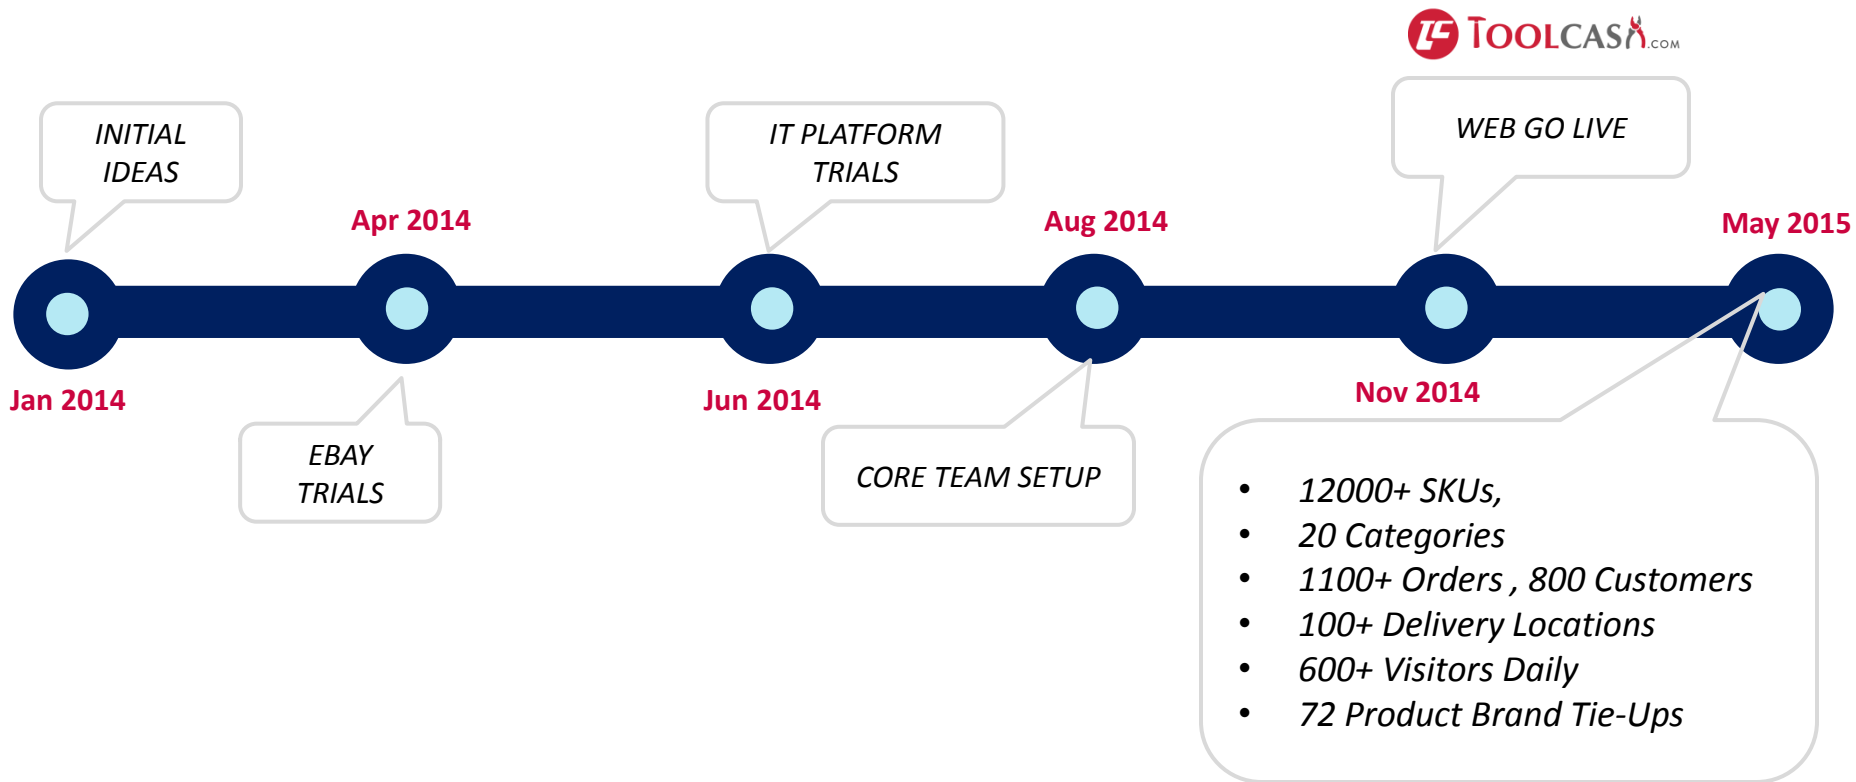 TF TOOLCASA.COM
INITIAL
IDEAS
IT PLATFORM
TRIALS
WEB GO LIVE
Apr 2014
Aug 2014
May 2015
Jan 2014
Jun 2014
Nov 2014
EBAY
TRIALS
CORE TEAM SETUP
• 12000+ SKUs,
• 20 Categories
• 1100+ Orders , 800 Customers
• 100+ Delivery Locations
• 600+ Visitors Daily
• 72 Product Brand Tie-Ups